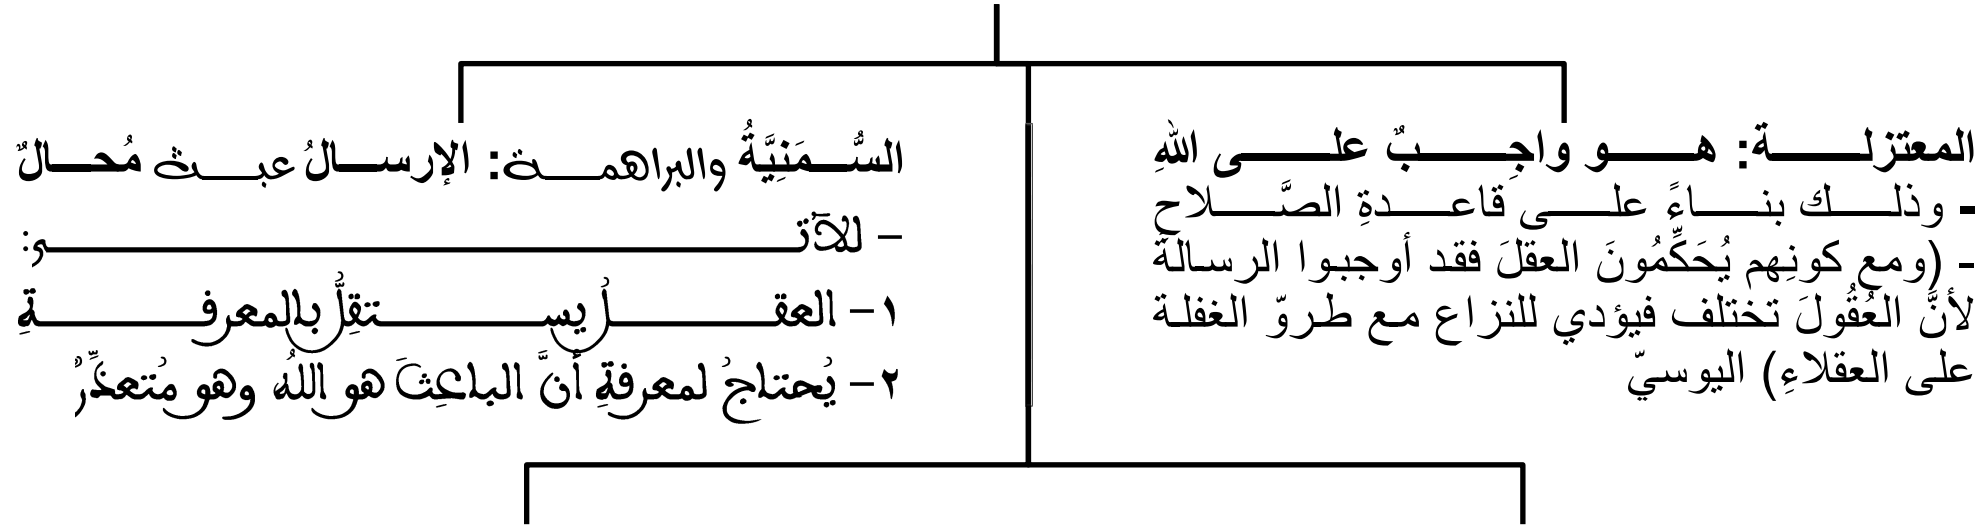 المعتزلة: هو واجِبٌ على اللهِ
- وذلك بناءً على قاعدةِ الصَّلاحِ
- (ومع كونِهم يُحَكِّمُونَ العقلَ فقد أوجبوا الرسالةَ
لأنَّ العُقُولَ تختلف فيؤدي للنزاع مع طروّ الغفلة
على العقلاءِ) اليوسيّ
السُّمَنِيَّةُ والبراهمة: الإرسالُ عبث مُحالٌ
- للآتي:
١- العقلُ يستقِلُّ بالمعرفةِ
٢- يُحتاجُ لمعرفةِ أنَّ الباعِثَ هو اللهُ وهو مُتعذِّرٌ